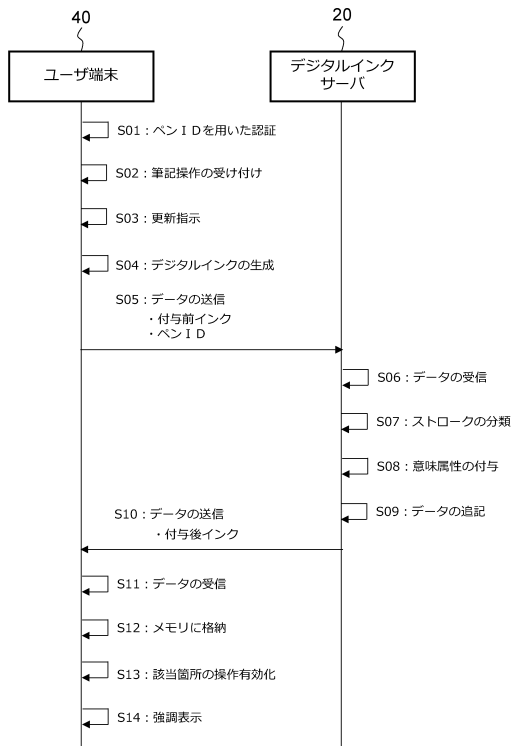 40
20
ユーザ端末
デジタルインク
サーバ
S01：ペンＩＤを用いた認証
S02：筆記操作の受け付け
S03：更新指示
S04：デジタルインクの生成
S05：データの送信
・付与前インク
・ペンＩＤ
S06：データの受信
S07：ストロークの分類
S08：意味属性の付与
S09：データの追記
S10：データの送信
・付与後インク
S11：データの受信
S12：メモリに格納
S13：該当箇所の操作有効化
S14：強調表示